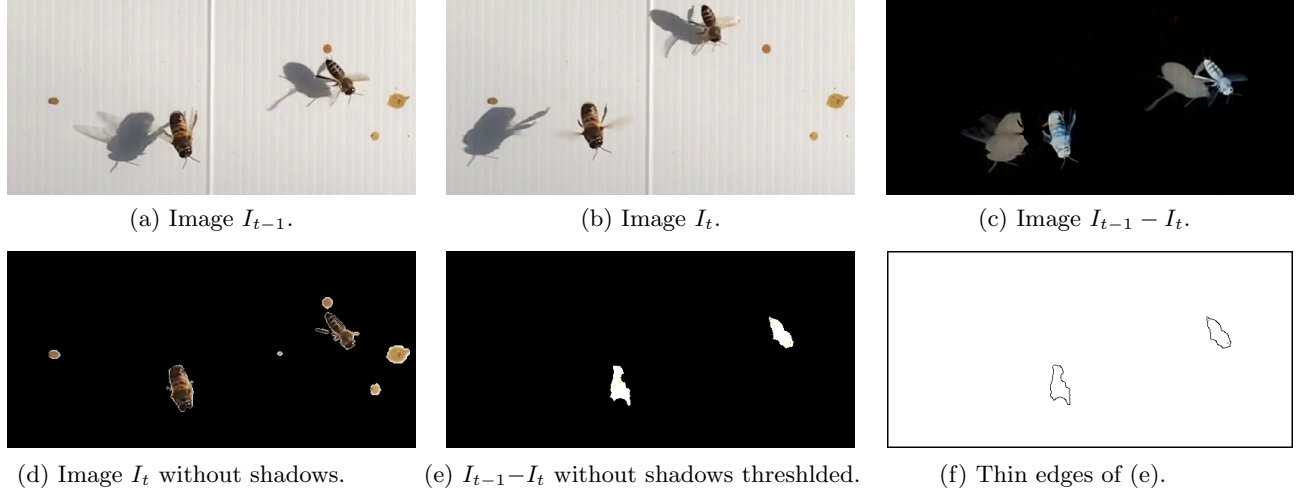 (a) Image I_{t−1}.
(b) Image I_t.
(c) Image I_{t−1} − I_t.
(d) Image I_t without shadows.
(e) I_{t−1}−I_t without shadows threshlded.
(f) Thin edges of (e).